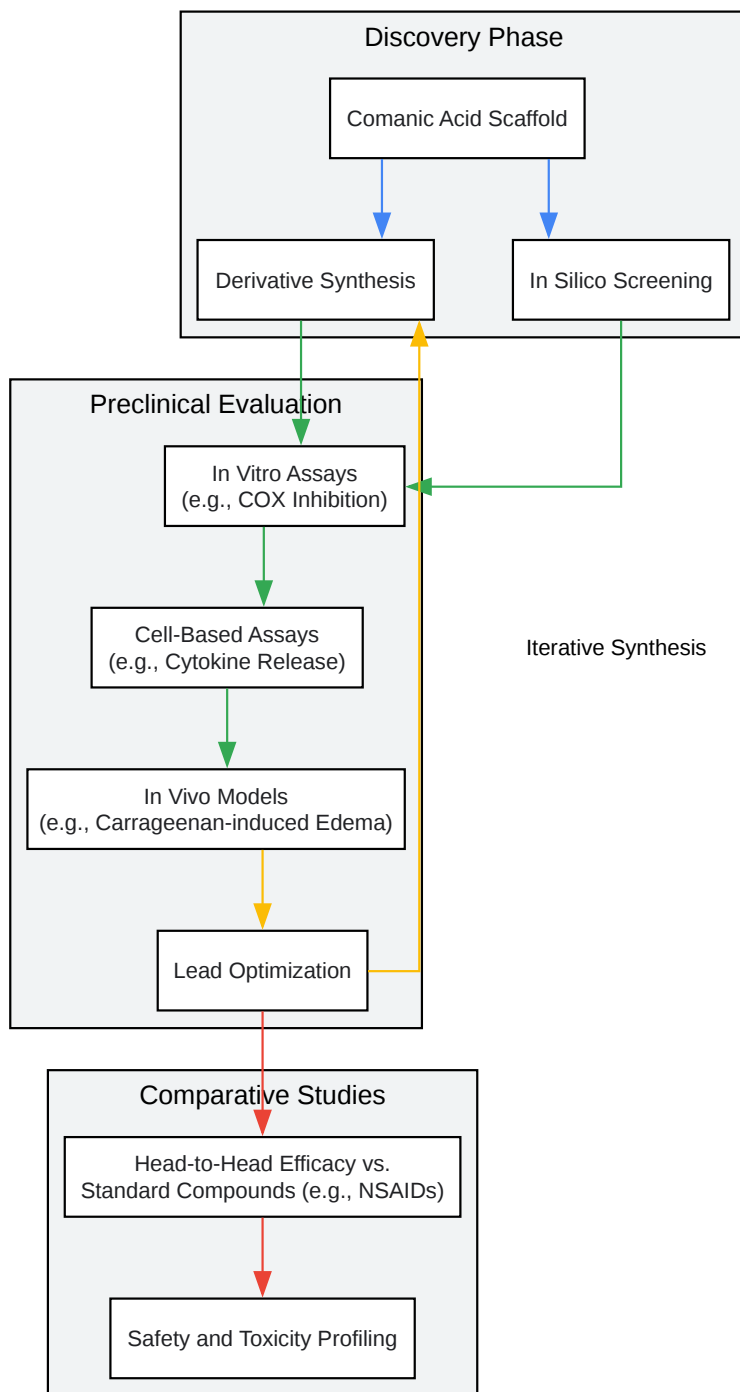 Discovery Phase
Comanic Acid Scaffold
Derivative Synthesis
In Silico Screening
Preclinical Evaluation
In Vitro Assays
(e.g., COX Inhibition)
Cell-Based Assays
(e.g., Cytokine Release)
Iterative Synthesis
In Vivo Models
(e.g., Carrageenan-induced Edema)
Lead Optimization
Comparative Studies
Head-to-Head Efficacy vs.
Standard Compounds (e.g., NSAIDs)
Safety and Toxicity Profiling